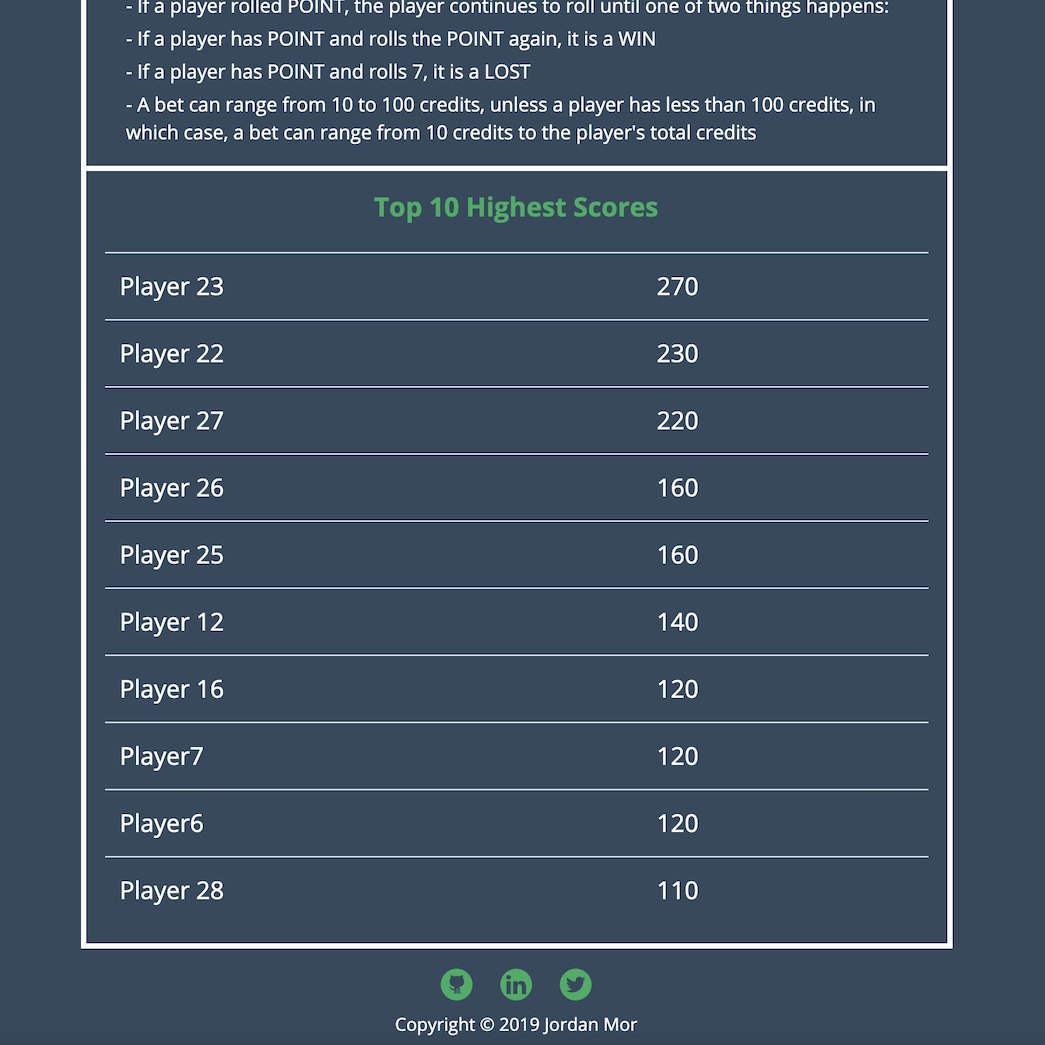 - If a player rolled POINT, the player continues to roll until one of two things happens:
- If a player has POINT and rolls the POINT again, it is a WIN
- If a player has POINT and rolls 7, it is a LOST
- A bet can range from 10 to 100 credits, unless a player has less than 100 credits, in
which case, a bet can range from 10 credits to the player's total credits
Top 10 Highest Scores
Player 23 270
Player 22 230
Player 27 220
Player 26 160
Player 25 160
Player 12 140
Player 16 120
Player7 120
Player6 120
Player 28 110
in
Copyright © 2019 Jordan Mor